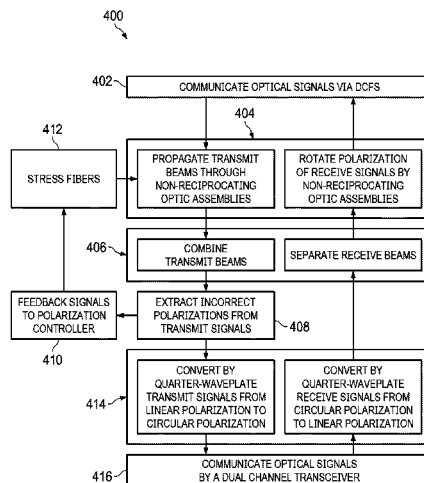 400
402
COMMUNICATE OPTICAL SIGNALS VIA DCFS
412
404
STRESS FIBERS
PROPAGATE TRANSMIT
BEAMS THROUGH
NON-RECIPROCATING
OPTIC ASSEMBLIES
ROTATE POLARIZATION
OF RECEIVE SIGNALS BY
NON-RECIPROCATING
OPTIC ASSEMBLIES
406
COMBINE
TRANSMIT BEAMS
SEPARATE RECEIVE BEAMS
FEEDBACK SIGNALS
TO POLARIZATION
CONTROLLER
EXTRACT INCORRECT
POLARIZATIONS FROM
TRANSMIT SIGNALS
408
410
414
CONVERT BY
QUARTER-WAVEPLATE
TRANSMIT SIGNALS FROM
LINEAR POLARIZATION TO
CIRCULAR POLARIZATION
CONVERT BY
QUARTER-WAVEPLATE
RECEIVE SIGNALS FROM
CIRCULAR POLARIZATION
TO LINEAR POLARIZATION
416
COMMUNICATE OPTICAL SIGNALS
BY A DUAL CHANNEL TRANSCEIVER